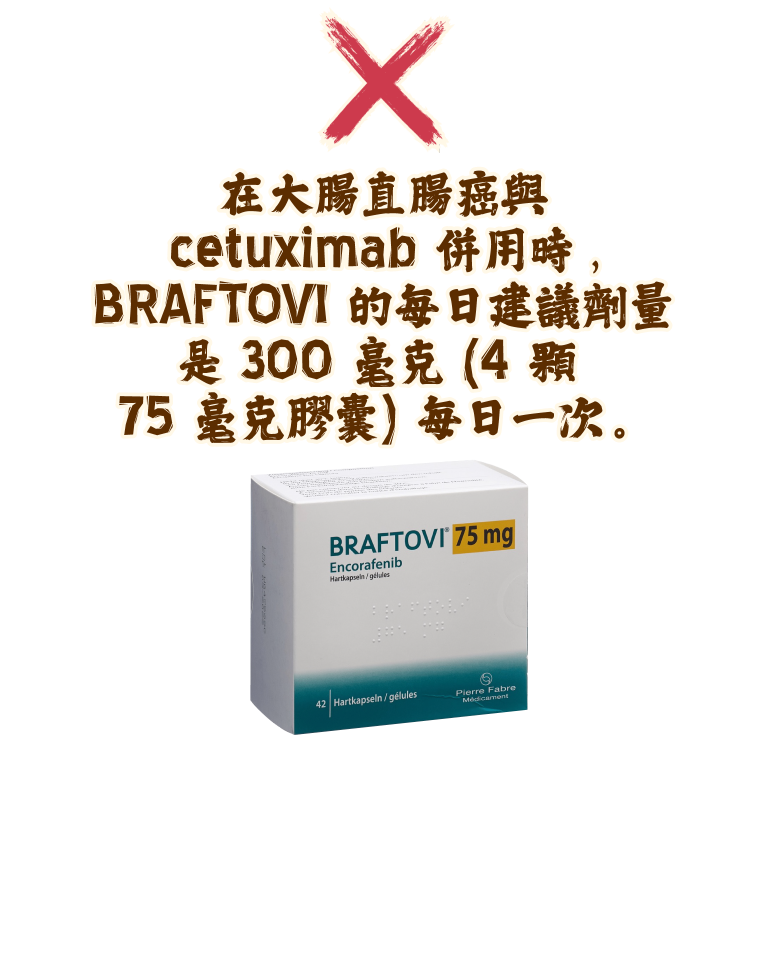 在大腸直腸癌與
cetuximab 併用時，
BRAFTOVI 的每日建議劑量
是 300 毫克 (4 顆
75 毫克膠囊) 每日一次。
BRAFTOVI® 75 mg
Encorafenib
Hartkapseln / gélules
42 Hartkapseln / gélules
Pierre Fabre
Médicament